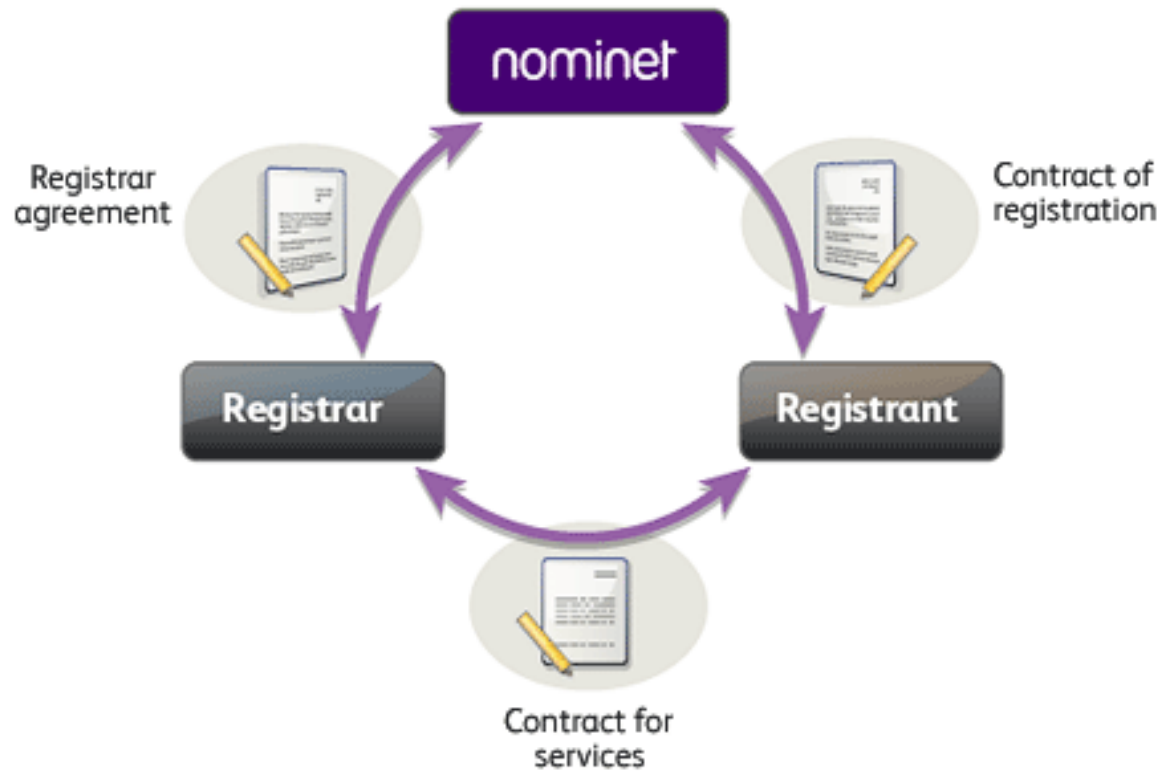 nominet
Registrar
agreement
Contract of
registration
Registrar
Registrant
Contract for
services